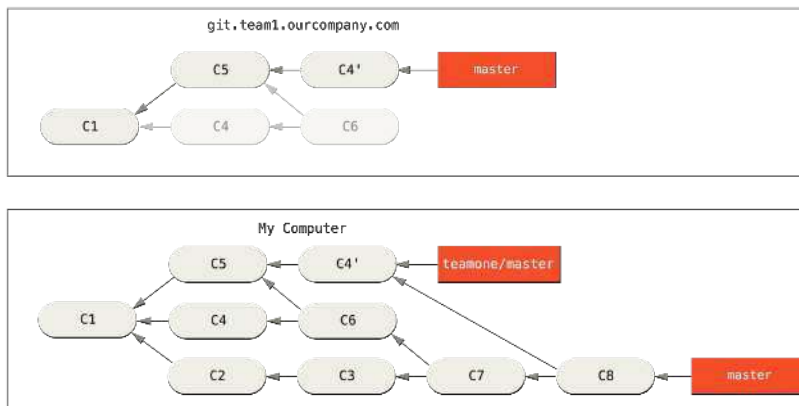 git.team1.ourcompany.com
C5 C4' master
C1 C4 C6
My Computer
C5 C4' teamone/master
C1 C4 C6
C2 C3 C7 C8 master